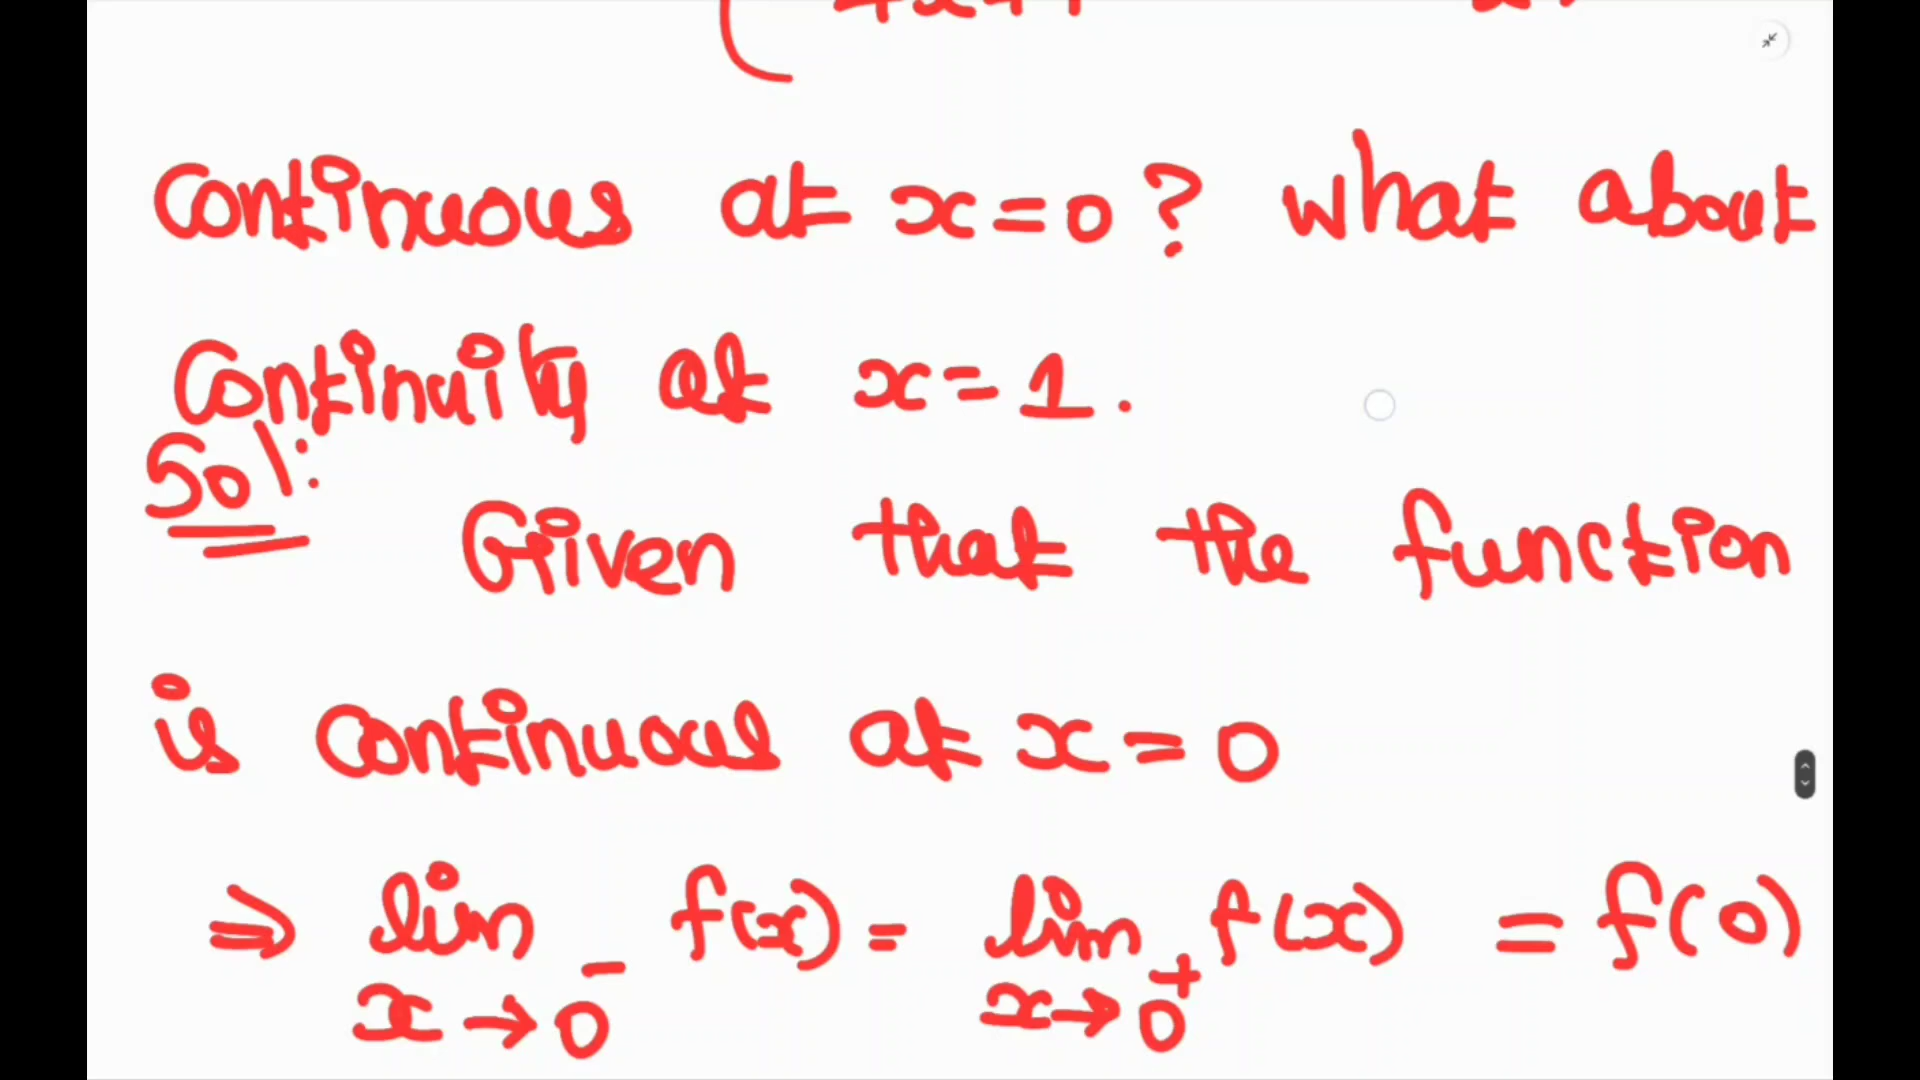 continuous at x=0? what about
continuity at x=1.
Sol:
Given that the function
is continuous at x=0
⇒ lim f(x) = lim f(x) = f(0)
x→0⁻ x→0⁺